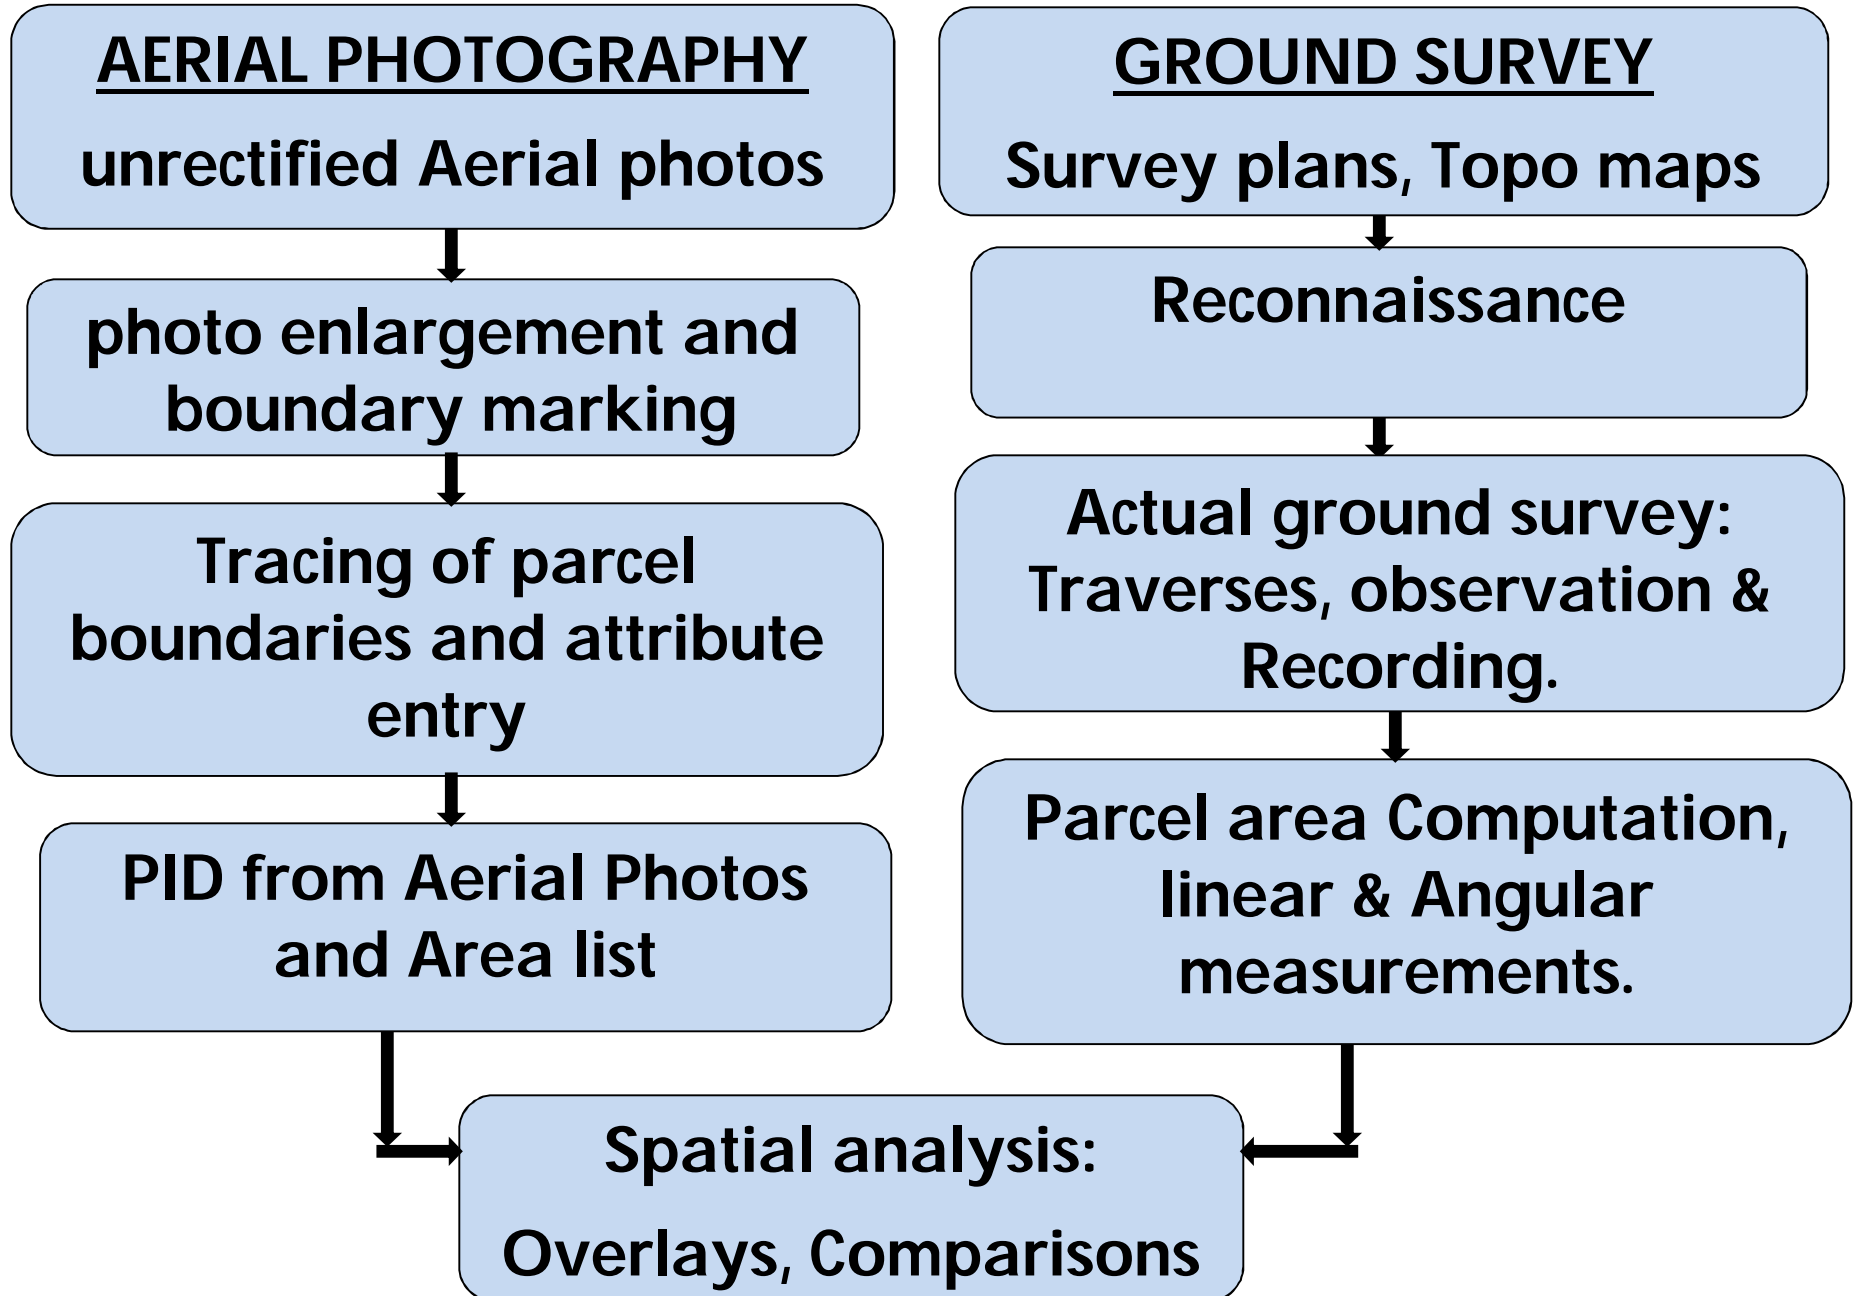 AERIAL PHOTOGRAPHY
unrectified Aerial photos
photo enlargement and
boundary marking
Tracing of parcel
boundaries and attribute
entry
PID from Aerial Photos
and Area list
GROUND SURVEY
Survey plans, Topo maps
Reconnaissance
Actual ground survey:
Traverses, observation &
Recording.
Parcel area Computation,
linear & Angular
measurements.
Spatial analysis:
Overlays, Comparisons